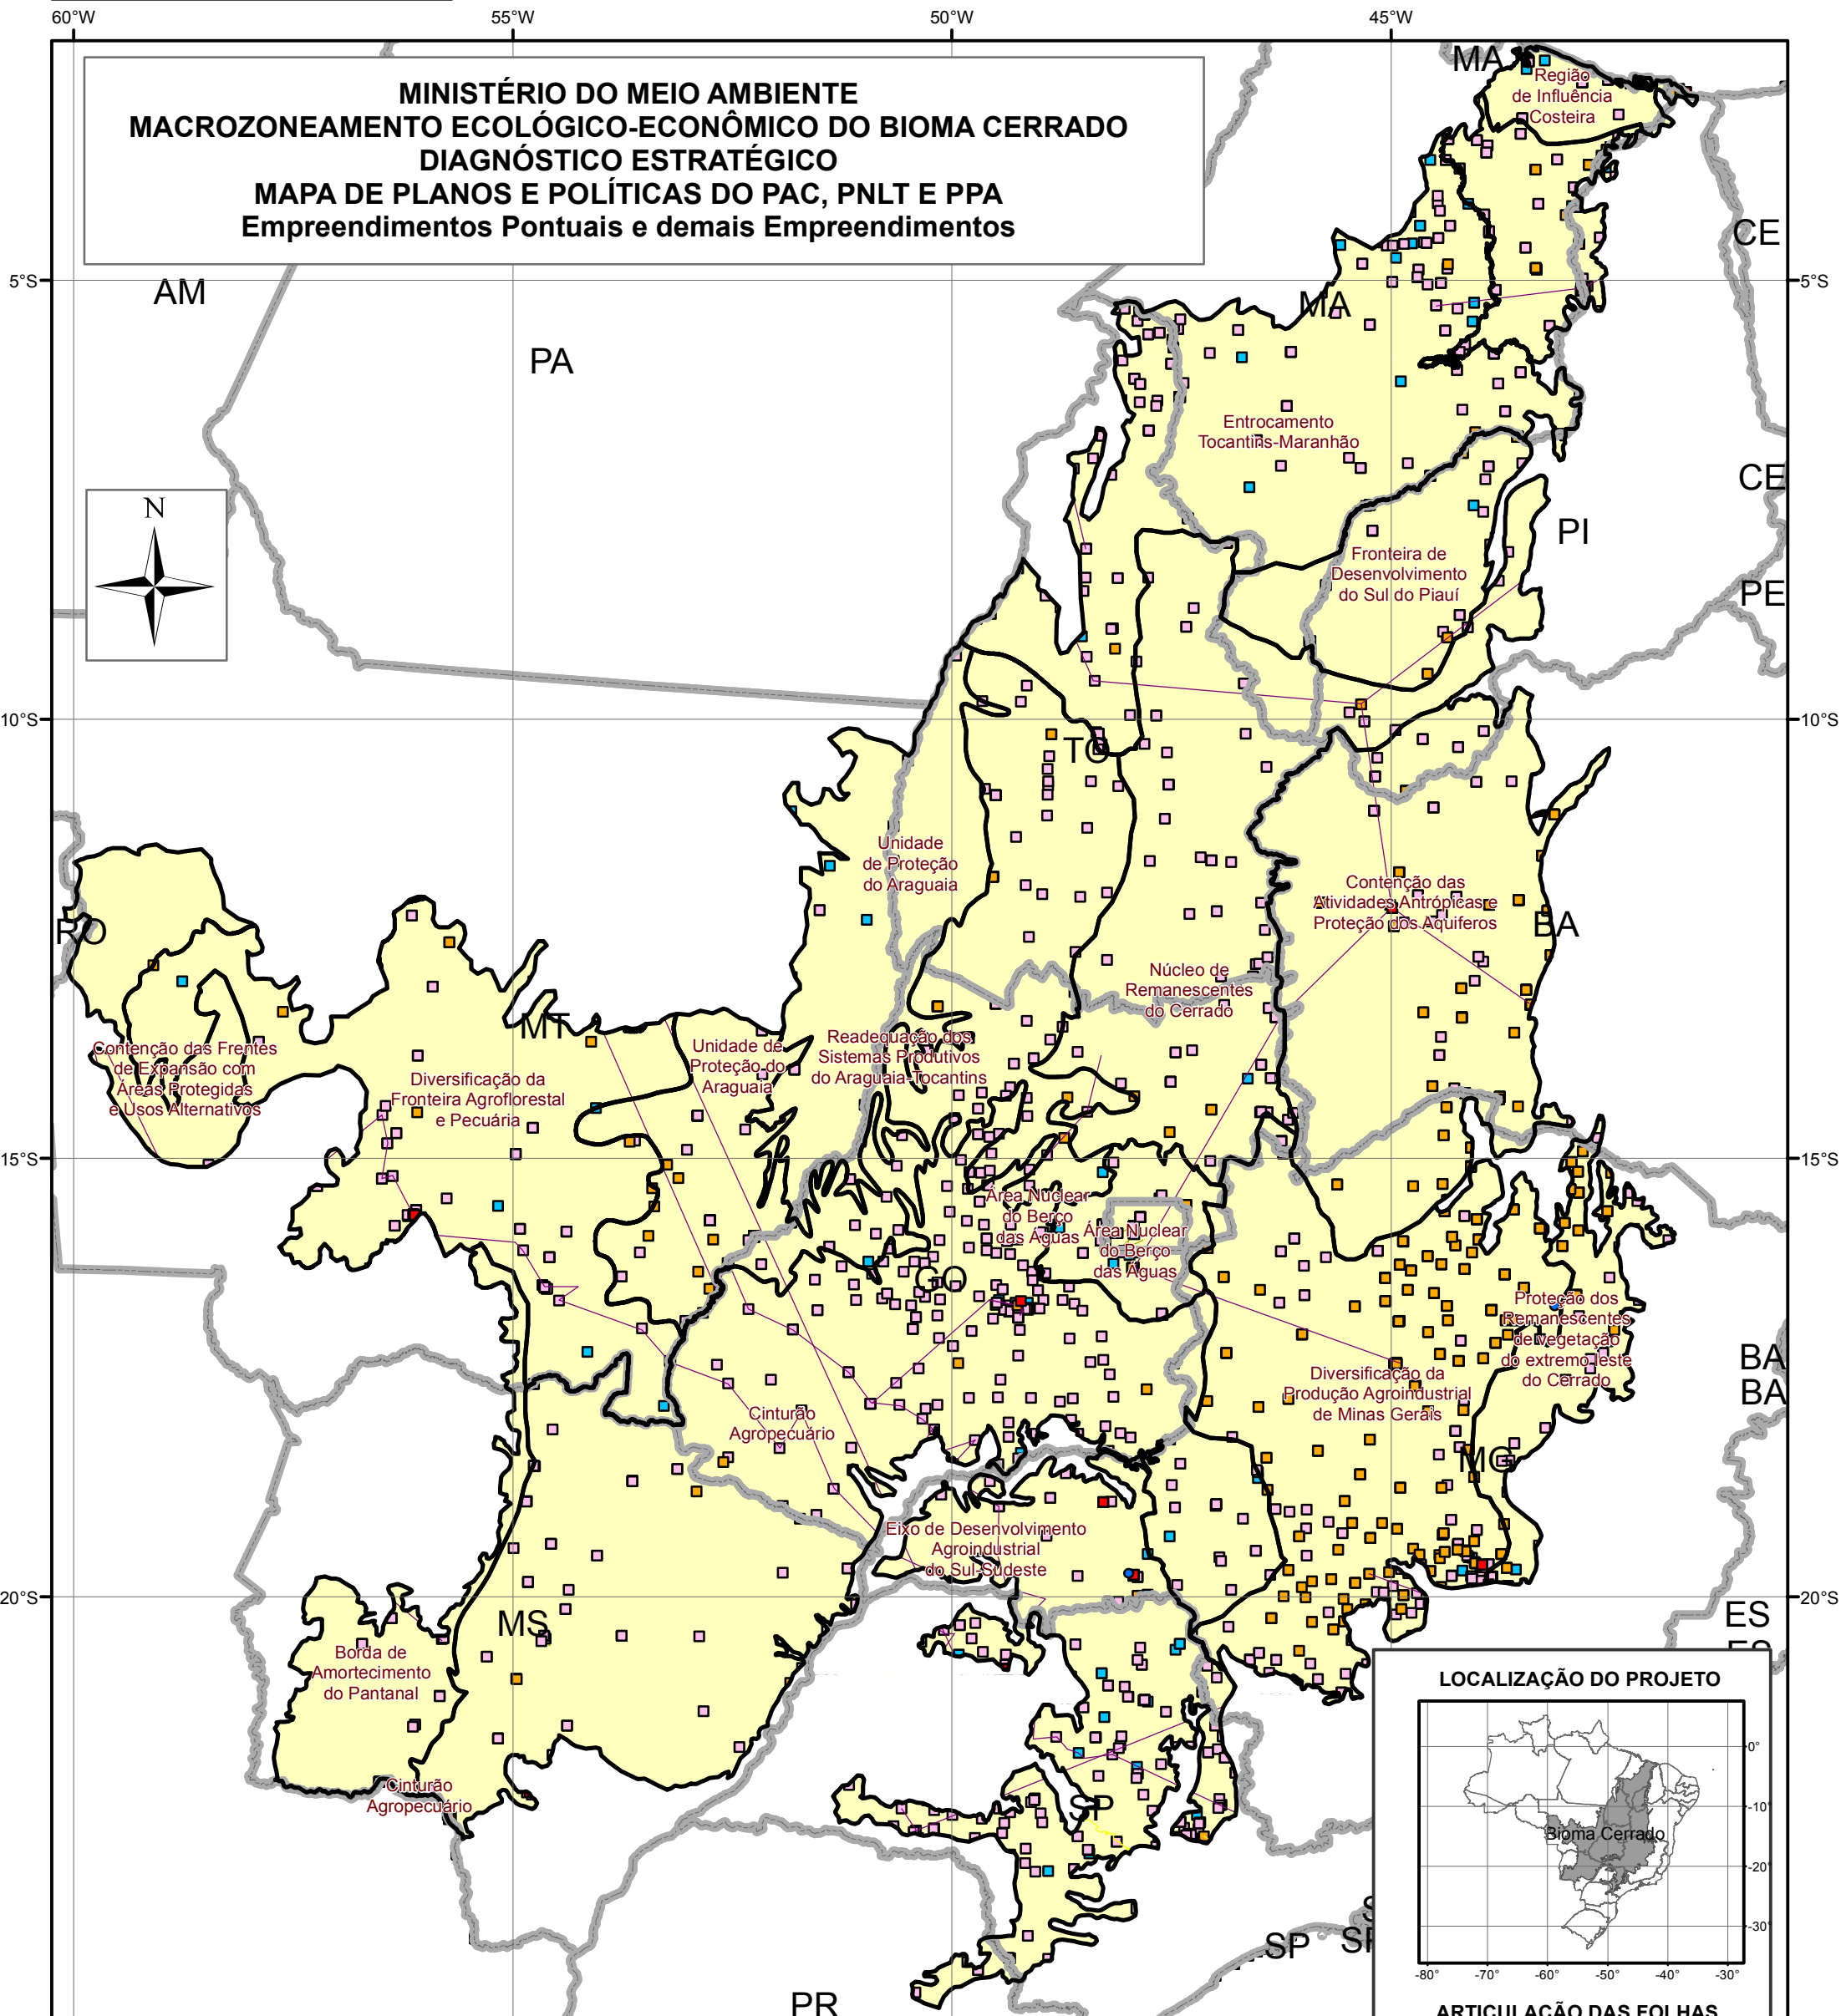 60°W
55°W
50°W
45°W
MINISTÉRIO DO MEIO AMBIENTE
MACROZONEAMENTO ECOLÓGICO-ECONÔMICO DO BIOMA CERRADO
DIAGNÓSTICO ESTRATÉGICO
MAPA DE PLANOS E POLÍTICAS DO PAC, PNLT E PPA
Empreendimentos Pontuais e demais Empreendimentos
MA
Região
de Influência
Costeira
CE
5°S
5°S
AM
MA
PA
Entrocamento
Tocantins-Maranhão
CE
N
PI
Fronteira de
Desenvolvimento
do Sul do Piauí
PE
10°S
10°S
TO
Unidade
de Proteção
do Araguaia
Contenção das
Atividades Antrópicas e
Proteção dos Aquiferos
BA
RO
Núcleo de
Remanescentes
do Cerrado
MT
Contenção das Frentes
de Expansão com
Áreas Protegidas
e Usos Alternativos
Unidade de
Proteção do
Araguaia
Readequação dos
Sistemas Produtivos
do Araguaia-Tocantins
Diversificação da
Fronteira Agroflorestal
e Pecuária
15°S
15°S
Área Nuclear
do Berço
das Águas
Área Nuclear
do Berço
das Águas
GO
Proteção dos
Remanescentes
de vegetação
do extremo leste
do Cerrado
BA
BA
Diversificação da
Produção Agroindustrial
de Minas Gerais
Cinturão
Agropecuário
MG
Eixo de Desenvolvimento
Agroindustrial
do Sul-Sudeste
20°S
20°S
MS
ES
ES
Borda de
Amortecimento
do Pantanal
Cinturão
Agropecuário
SP
LOCALIZAÇÃO DO PROJETO
0°
-10°
Bioma Cerrado
-20°
-30°
-80°
-70°
-60°
-50°
-40°
-30°
SP
PR
ARTICULAÇÃO DAS FOLHAS